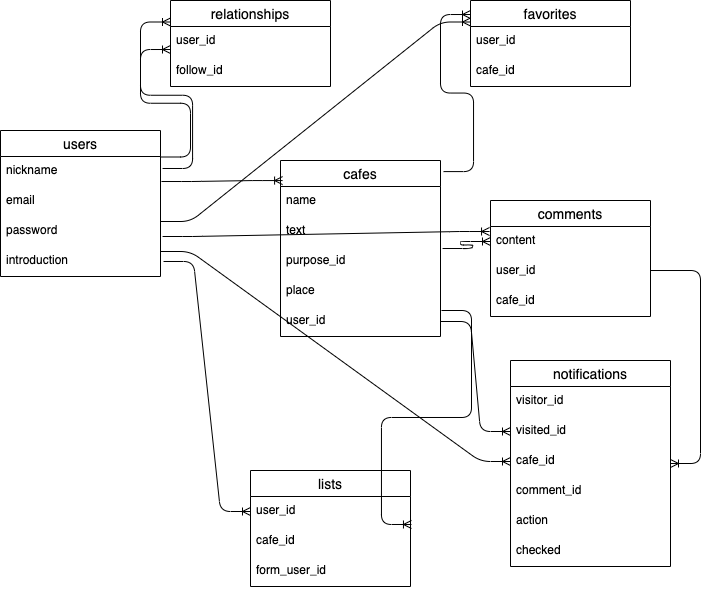 relationships
user_id
follow_id
favorites
user_id
cafe_id
users
nickname
email
password
introduction
cafes
name
text
purpose_id
place
user_id
comments
content
user_id
cafe_id
notifications
visitor_id
visited_id
cafe_id
comment_id
action
checked
lists
user_id
cafe_id
form_user_id